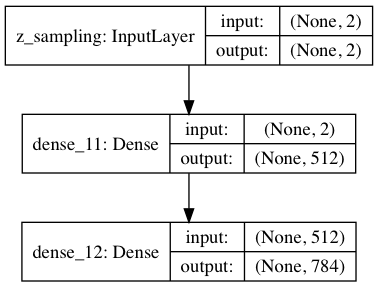 z_sampling: InputLayer
input: (None, 2)
output: (None, 2)
dense_11: Dense
input: (None, 2)
output: (None, 512)
dense_12: Dense
input: (None, 512)
output: (None, 784)